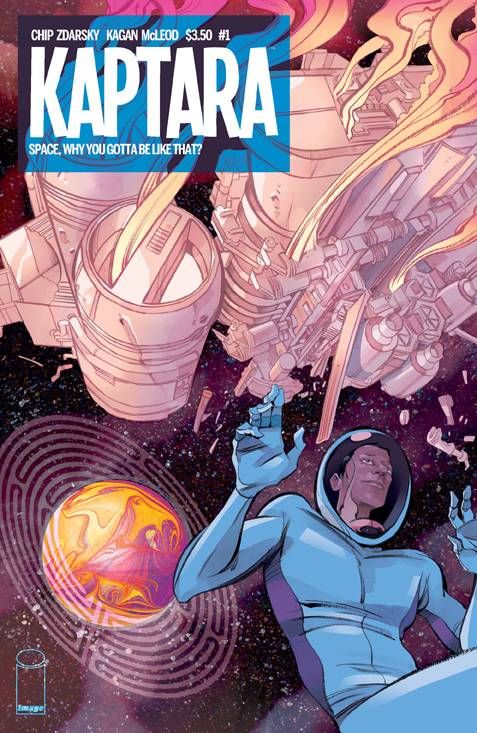 CHIP ZDARSKY KAGAN McLEOD $3.50 #1
KAPTARA
SPACE, WHY YOU GOTTA BE LIKE THAT?
image